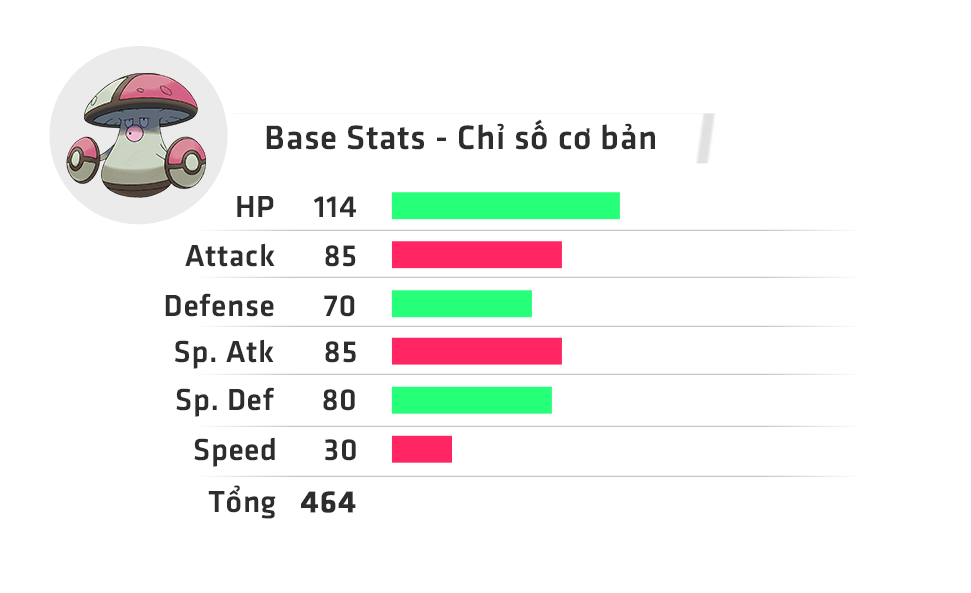 Base Stats - Chỉ số cơ bản
HP 114
Attack 85
Defense 70
Sp. Atk 85
Sp. Def 80
Speed 30
Tổng 464